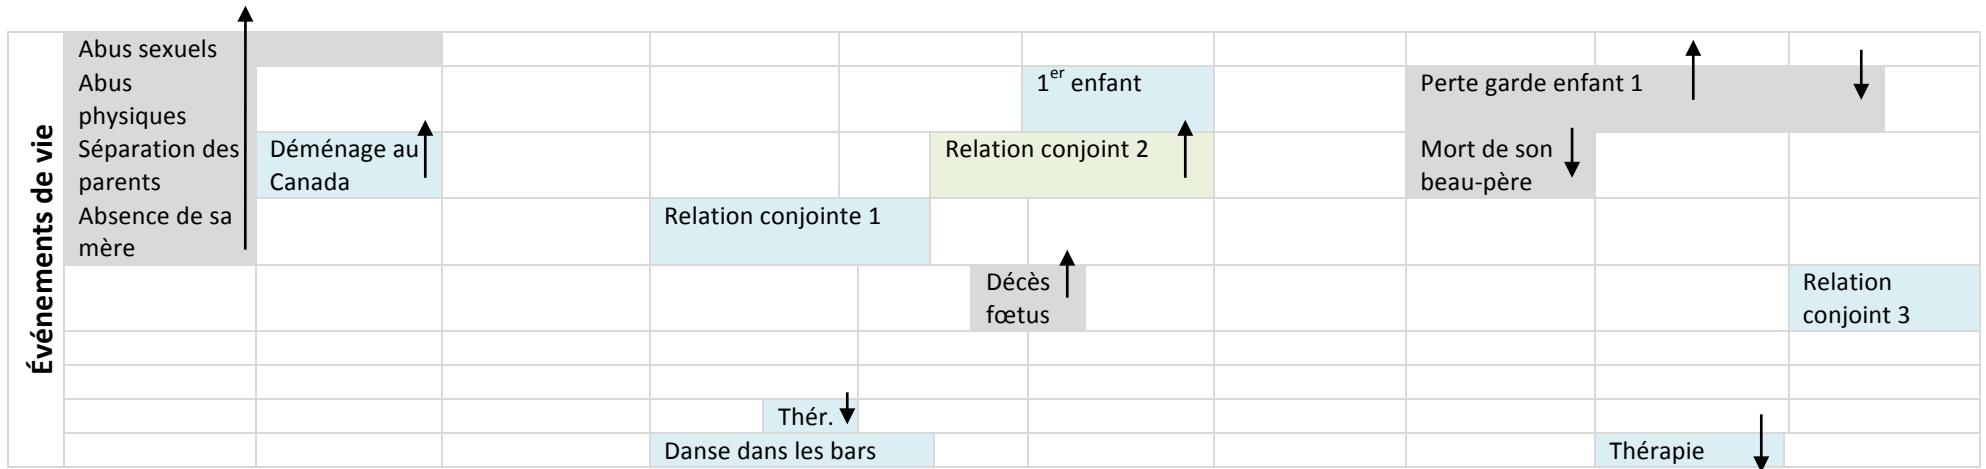 Événements de vie
Abus sexuels
Abus
physiques
1er enfant
Perte garde enfant 1
Séparation des
parents
Déménage au
Canada
Relation conjoint 2
Mort de son
beau-père
Absence de sa
mère
Relation conjointe 1
Décès
fœtus
Relation
conjoint 3
Thér.
Danse dans les bars
Thérapie